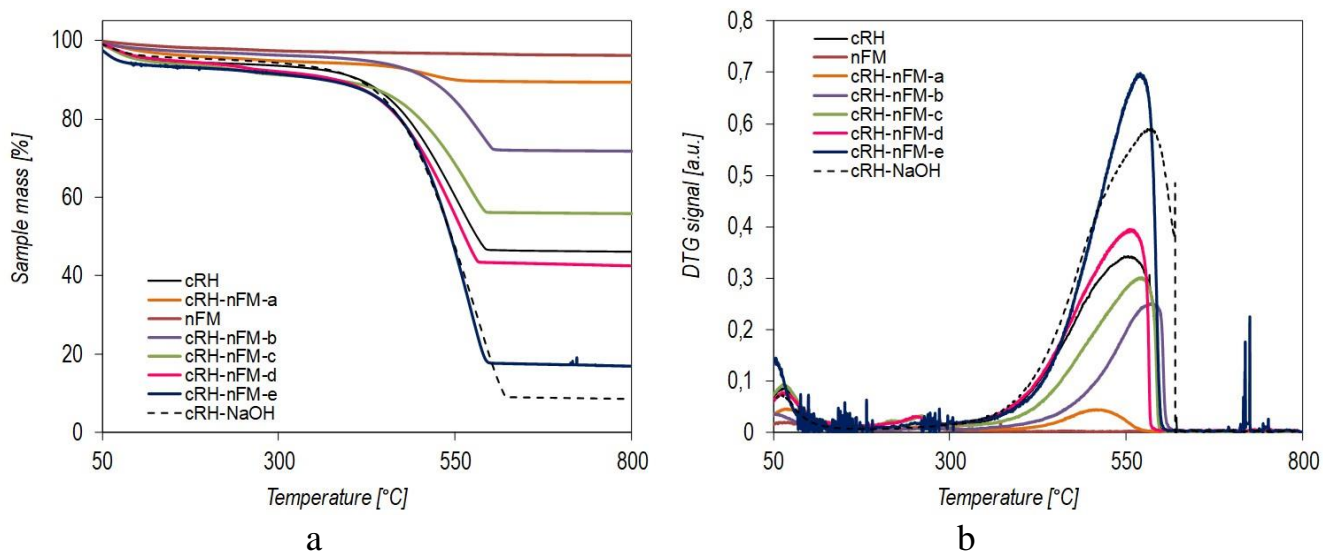 100
80
60
40
20
0
Sample mass [%]
cRH
cRH-nFM-a
nFM
cRH-nFM-b
cRH-nFM-c
cRH-nFM-d
cRH-nFM-e
cRH-NaOH
50
300
550
800
Temperature [°C]
a
0,8
0,7
0,6
0,5
0,4
0,3
0,2
0,1
0
DTG signal [a.u.]
cRH
nFM
cRH-nFM-a
cRH-nFM-b
cRH-nFM-c
cRH-nFM-d
cRH-nFM-e
cRH-NaOH
50
300
550
800
Temperature [°C]
b